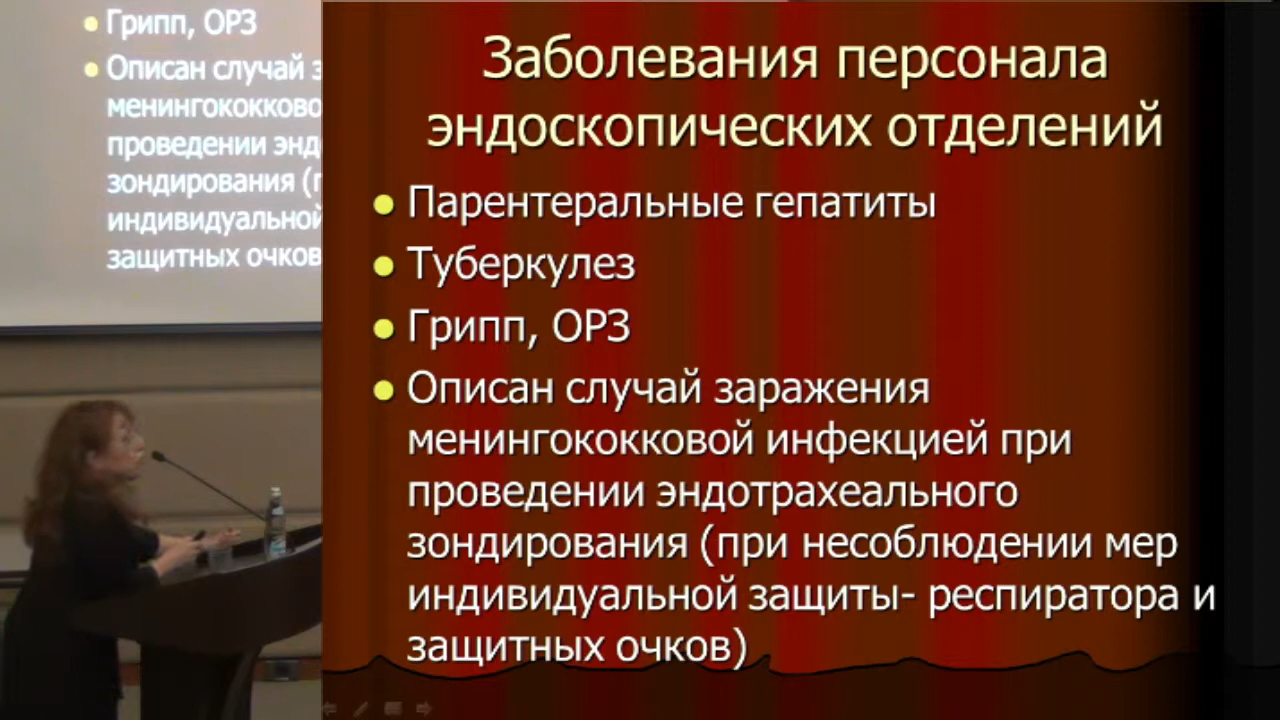 Грипп, ОРЗ
Описан случай
менингококково
проведении энд
зондирования (
индивидуальной
защитных очков
Заболевания персонала
эндоскопических отделений
Парентеральные гепатиты
Туберкулез
Грипп, ОРЗ
Описан случай заражения
менингококковой инфекцией при
проведении эндотрахеального
зондирования (при несоблюдении мер
индивидуальной защиты- респиратора и
защитных очков)